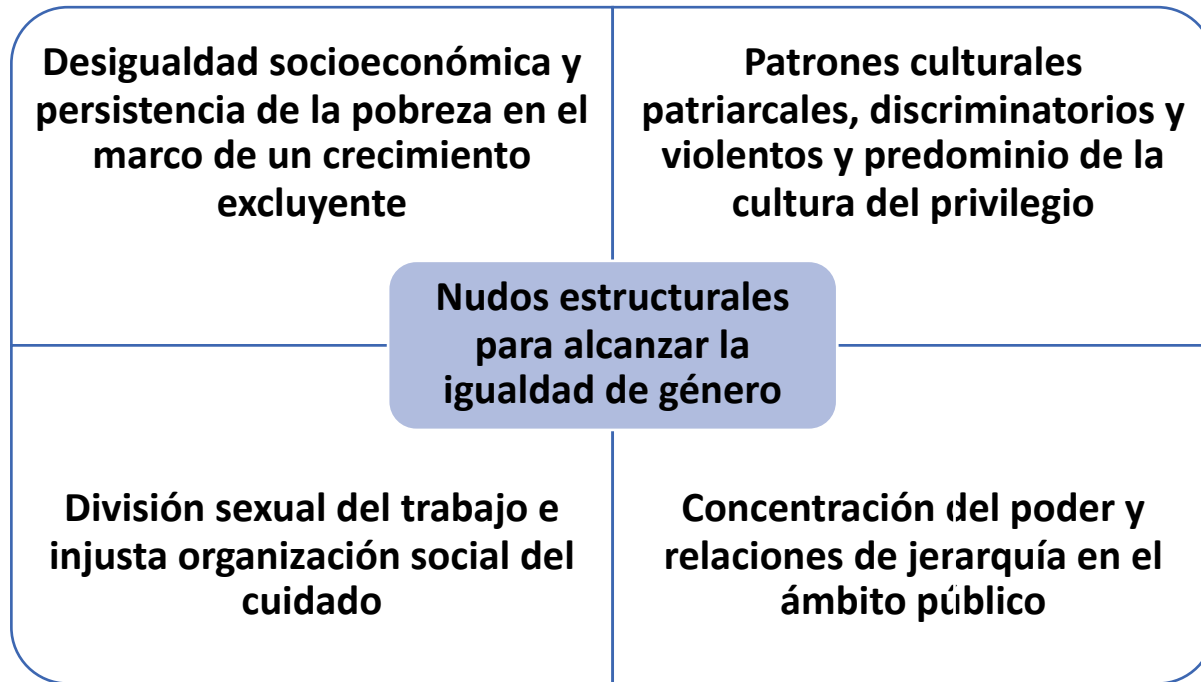 Desigualdad socioeconómica y
persistencia de la pobreza en el
marco de un crecimiento
excluyente
Patrones culturales
patriarcales, discriminatorios y
violentos y predominio de la
cultura del privilegio
Nudos estructurales
para alcanzar la
igualdad de género
División sexual del trabajo e
injusta organización social del
cuidado
Concentración del poder y
relaciones de jerarquía en el
ámbito público